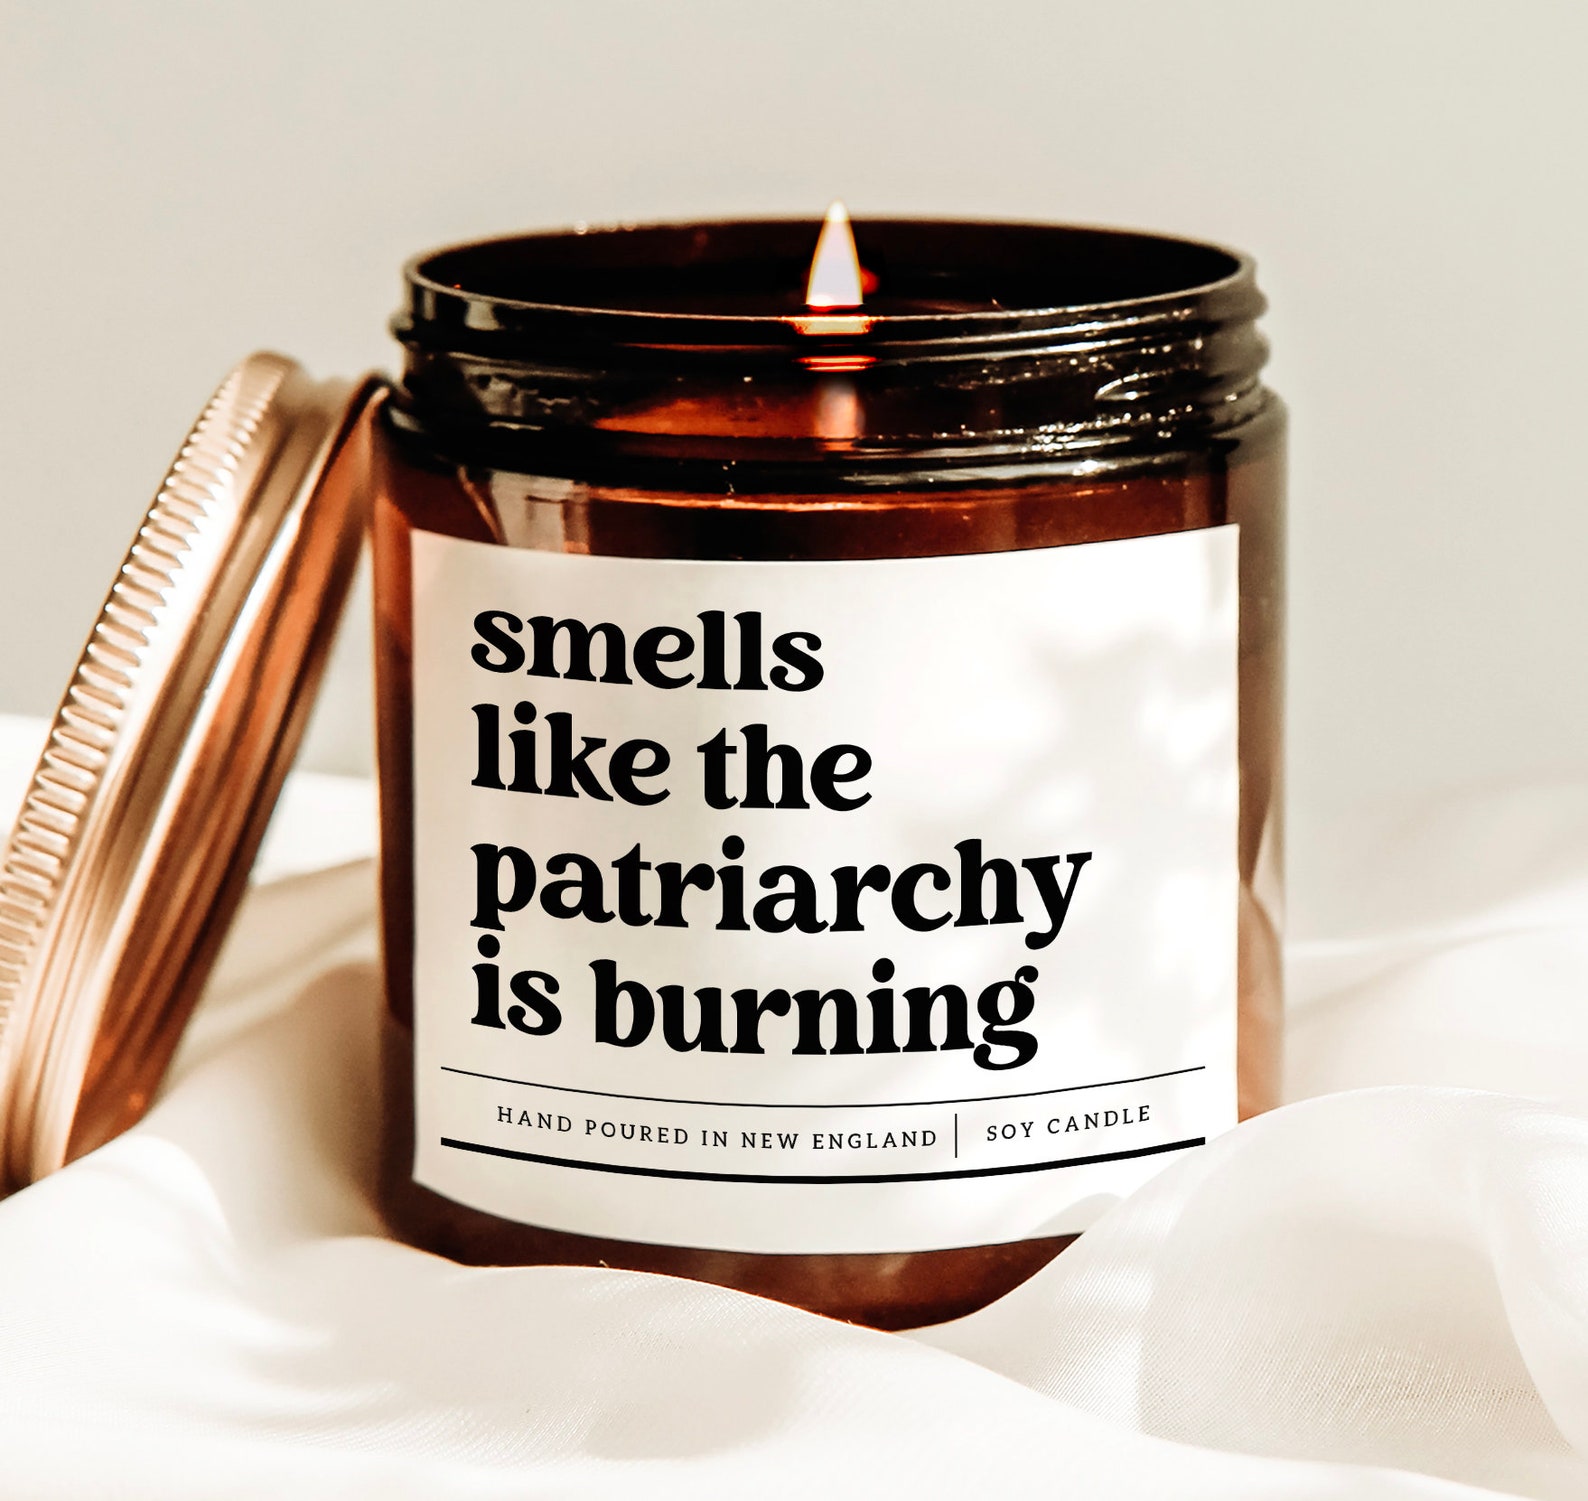 smells
like the
patriarchy
is burning
HAND POURED IN NEW ENGLAND | SOY CANDLE